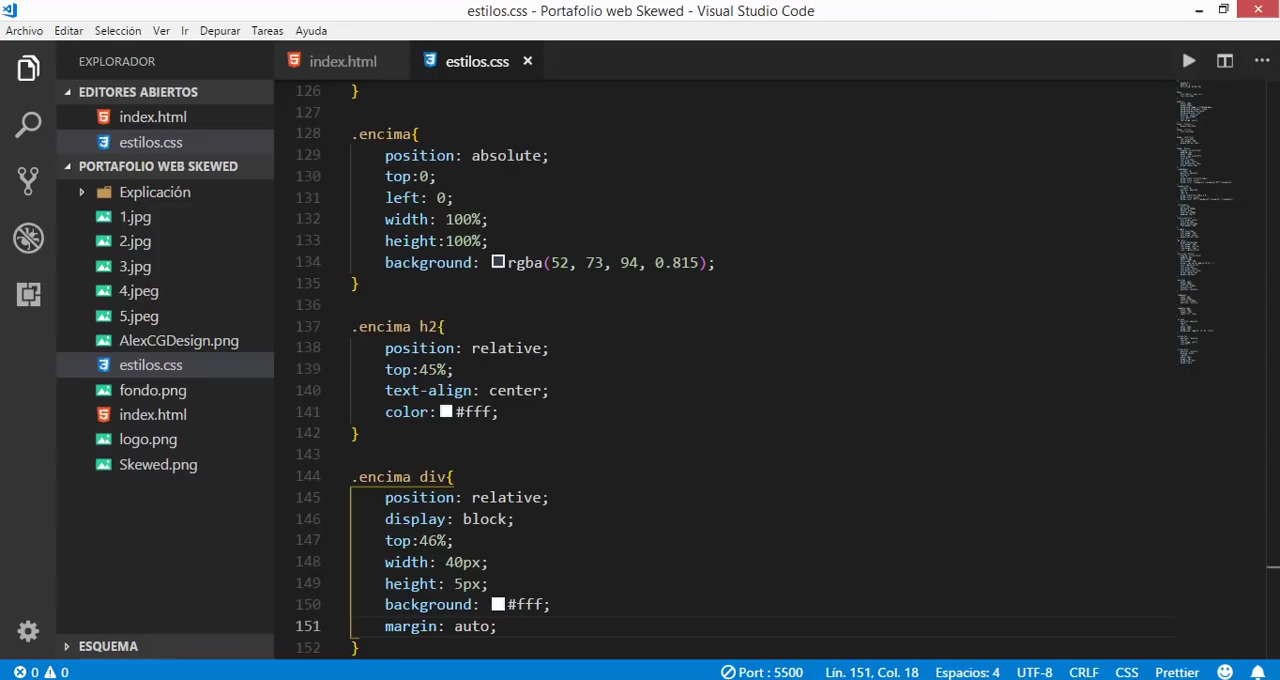 estilos.css - Portafolio web Skewed - Visual Studio Code
Archivo Editar Selección Ver Ir Depurar Tareas Ayuda
EXPLORADOR
EDITORES ABIERTOS
index.html
estilos.css
PORTAFOLIO WEB SKEWED
Explicación
1.jpg
2.jpg
3.jpg
4.jpeg
5.jpeg
AlexCGDesign.png
estilos.css
fondo.png
index.html
logo.png
Skewed.png
ESQUEMA
index.html estilos.css
126 }
127
128 .encima{
129 position: absolute;
130 top:0;
131 left: 0;
132 width: 100%;
133 height:100%;
134 background: rgba(52, 73, 94, 0.815);
135 }
136
137 .encima h2{
138 position: relative;
139 top:45%;
140 text-align: center;
141 color: #fff;
142 }
143
144 .encima div{
145 position: relative;
146 display: block;
147 top:46%;
148 width: 40px;
149 height: 5px;
150 background: #fff;
151 margin: auto;
152 }
0 0 Port : 5500 Lín. 151, Col. 18 Espacios: 4 UTF-8 CRLF CSS Prettier